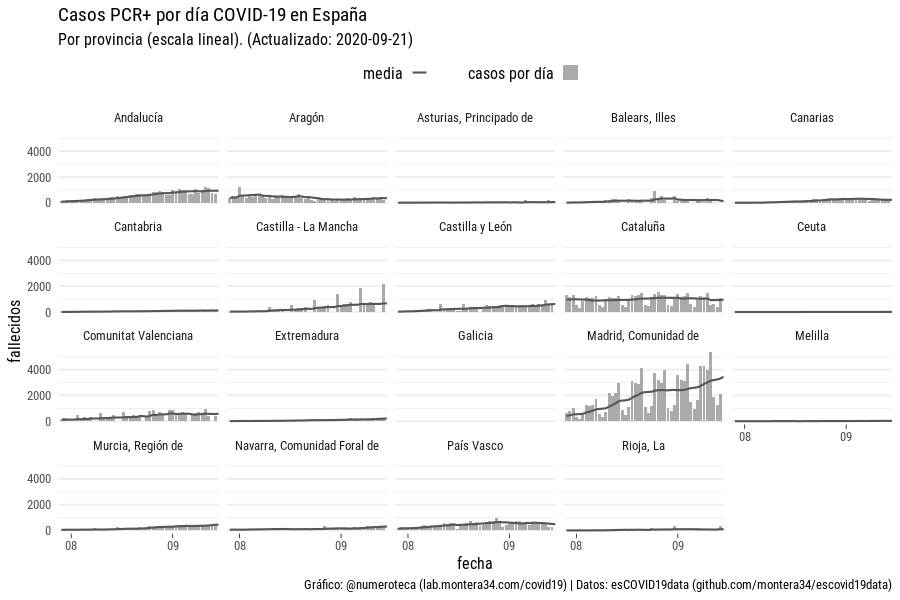 Casos PCR+ por día COVID-19 en España
Por provincia (escala lineal). (Actualizado: 2020-09-21)
media casos por día
Andalucía Aragón Asturias, Principado de Balears, Illes Canarias
4000
2000
0
Cantabria Castilla - La Mancha Castilla y León Cataluña Ceuta
4000
2000
0
fallecidos
Comunitat Valenciana Extremadura Galicia Madrid, Comunidad de Melilla
4000
2000
0
08 09
Murcia, Región de Navarra, Comunidad Foral de País Vasco Rioja, La
4000
2000
0
08 09 08 09 08 09 08 09
fecha
Gráfico: @numeroteca (lab.montera34.com/covid19) | Datos: esCOVID19data (github.com/montera34/escovid19data)